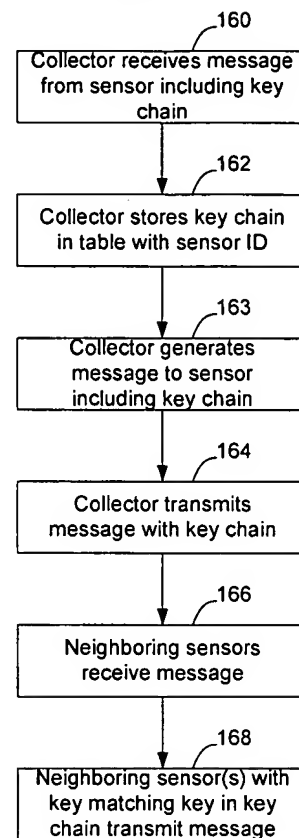 160
Collector receives message
from sensor including key
chain
162
Collector stores key chain
in table with sensor ID
163
Collector generates
message to sensor
including key chain
164
Collector transmits
message with key chain
166
Neighboring sensors
receive message
168
Neighboring sensor(s) with
key matching key in key
chain transmit message